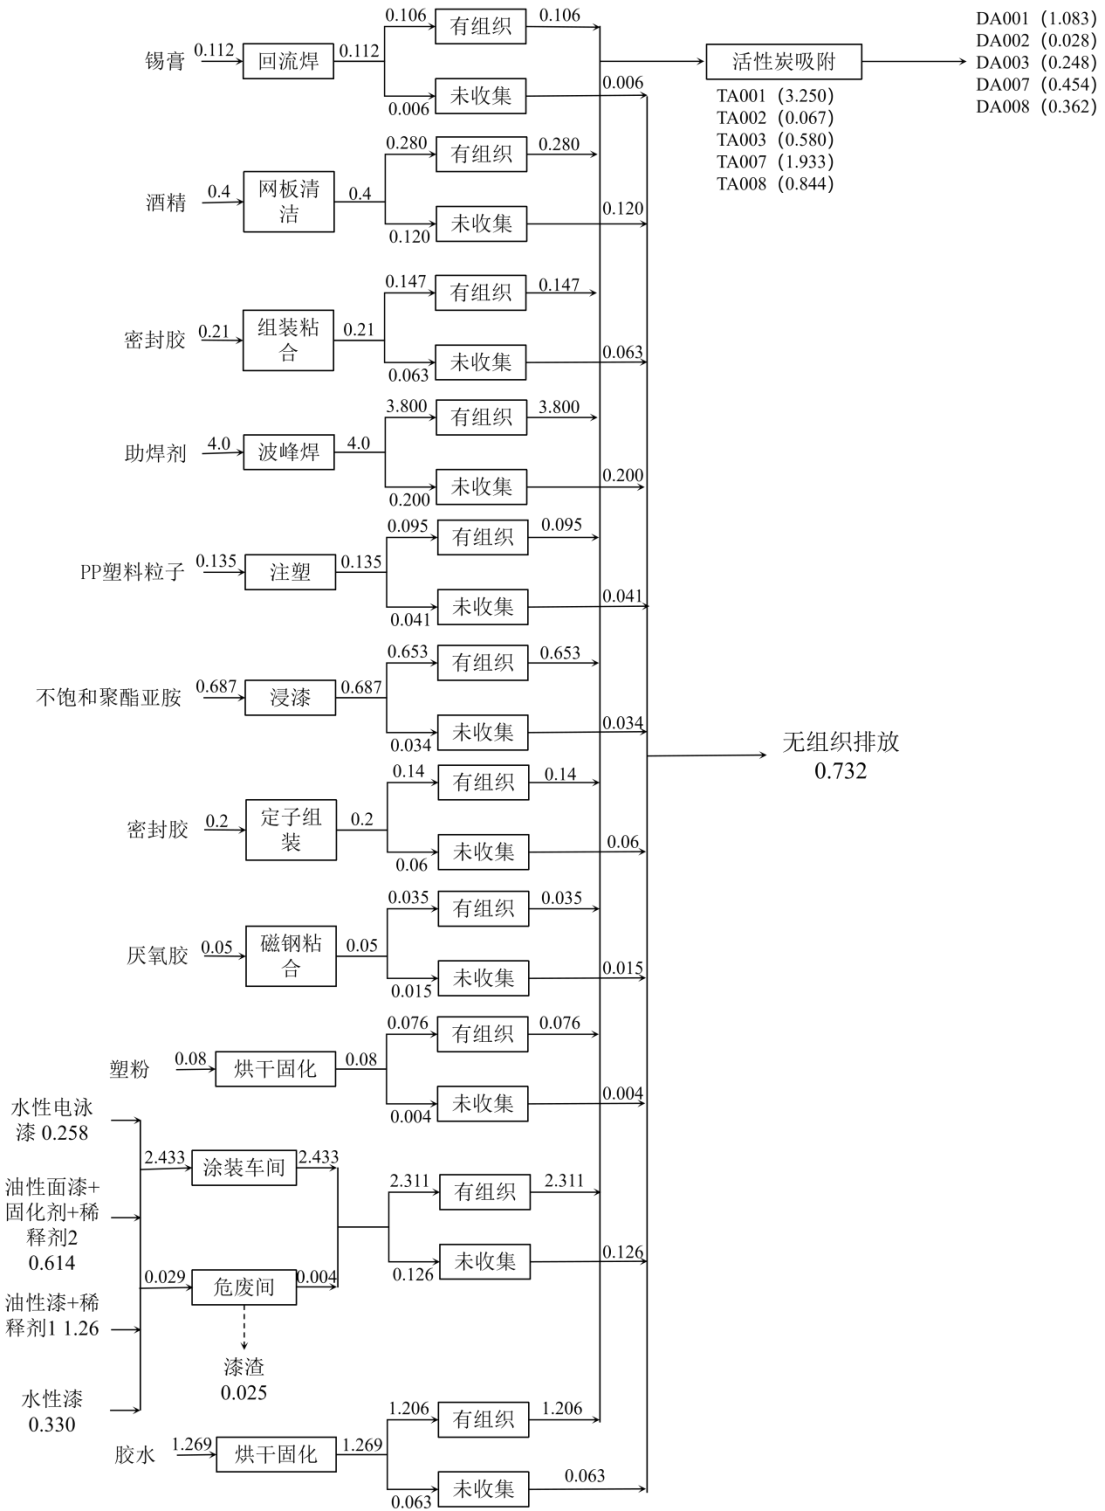 锡膏 0.112 回流焊 0.112
0.106 有组织 0.106
0.006 未收集 0.006
活性炭吸附
TA001（3.250）
TA002（0.067）
TA003（0.580）
TA007（1.933）
TA008（0.844）
DA001（1.083）
DA002（0.028）
DA003（0.248）
DA007（0.454）
DA008（0.362）
酒精 0.4 网板清
洁
0.4
0.280 有组织 0.280
0.120 未收集 0.120
密封胶 0.21 组装粘
合
0.21
0.147 有组织 0.147
0.063 未收集 0.063
助焊剂 4.0 波峰焊 4.0
3.800 有组织 3.800
0.200 未收集 0.200
PP塑料粒子 0.135 注塑 0.135
0.095 有组织 0.095
0.041 未收集 0.041
不饱和聚酯亚胺 0.687 浸漆 0.687
0.653 有组织 0.653
0.034 未收集 0.034
无组织排放
0.732
密封胶 0.2 定子组
装
0.2
0.14 有组织 0.14
0.06 未收集 0.06
厌氧胶 0.05 磁钢粘
合
0.05
0.035 有组织 0.035
0.015 未收集 0.015
塑粉 0.08 烘干固化 0.08
0.076 有组织 0.076
0.004 未收集 0.004
水性电泳
漆 0.258
油性面漆+
固化剂+稀
释剂2
0.614
油性漆+稀
释剂1 1.26
水性漆
0.330
2.433 涂装车间 2.433
0.029 危废间 0.004
漆渣
0.025
2.311 有组织 2.311
0.126 未收集 0.126
胶水 1.269 烘干固化 1.269
1.206 有组织 1.206
0.063 未收集 0.063